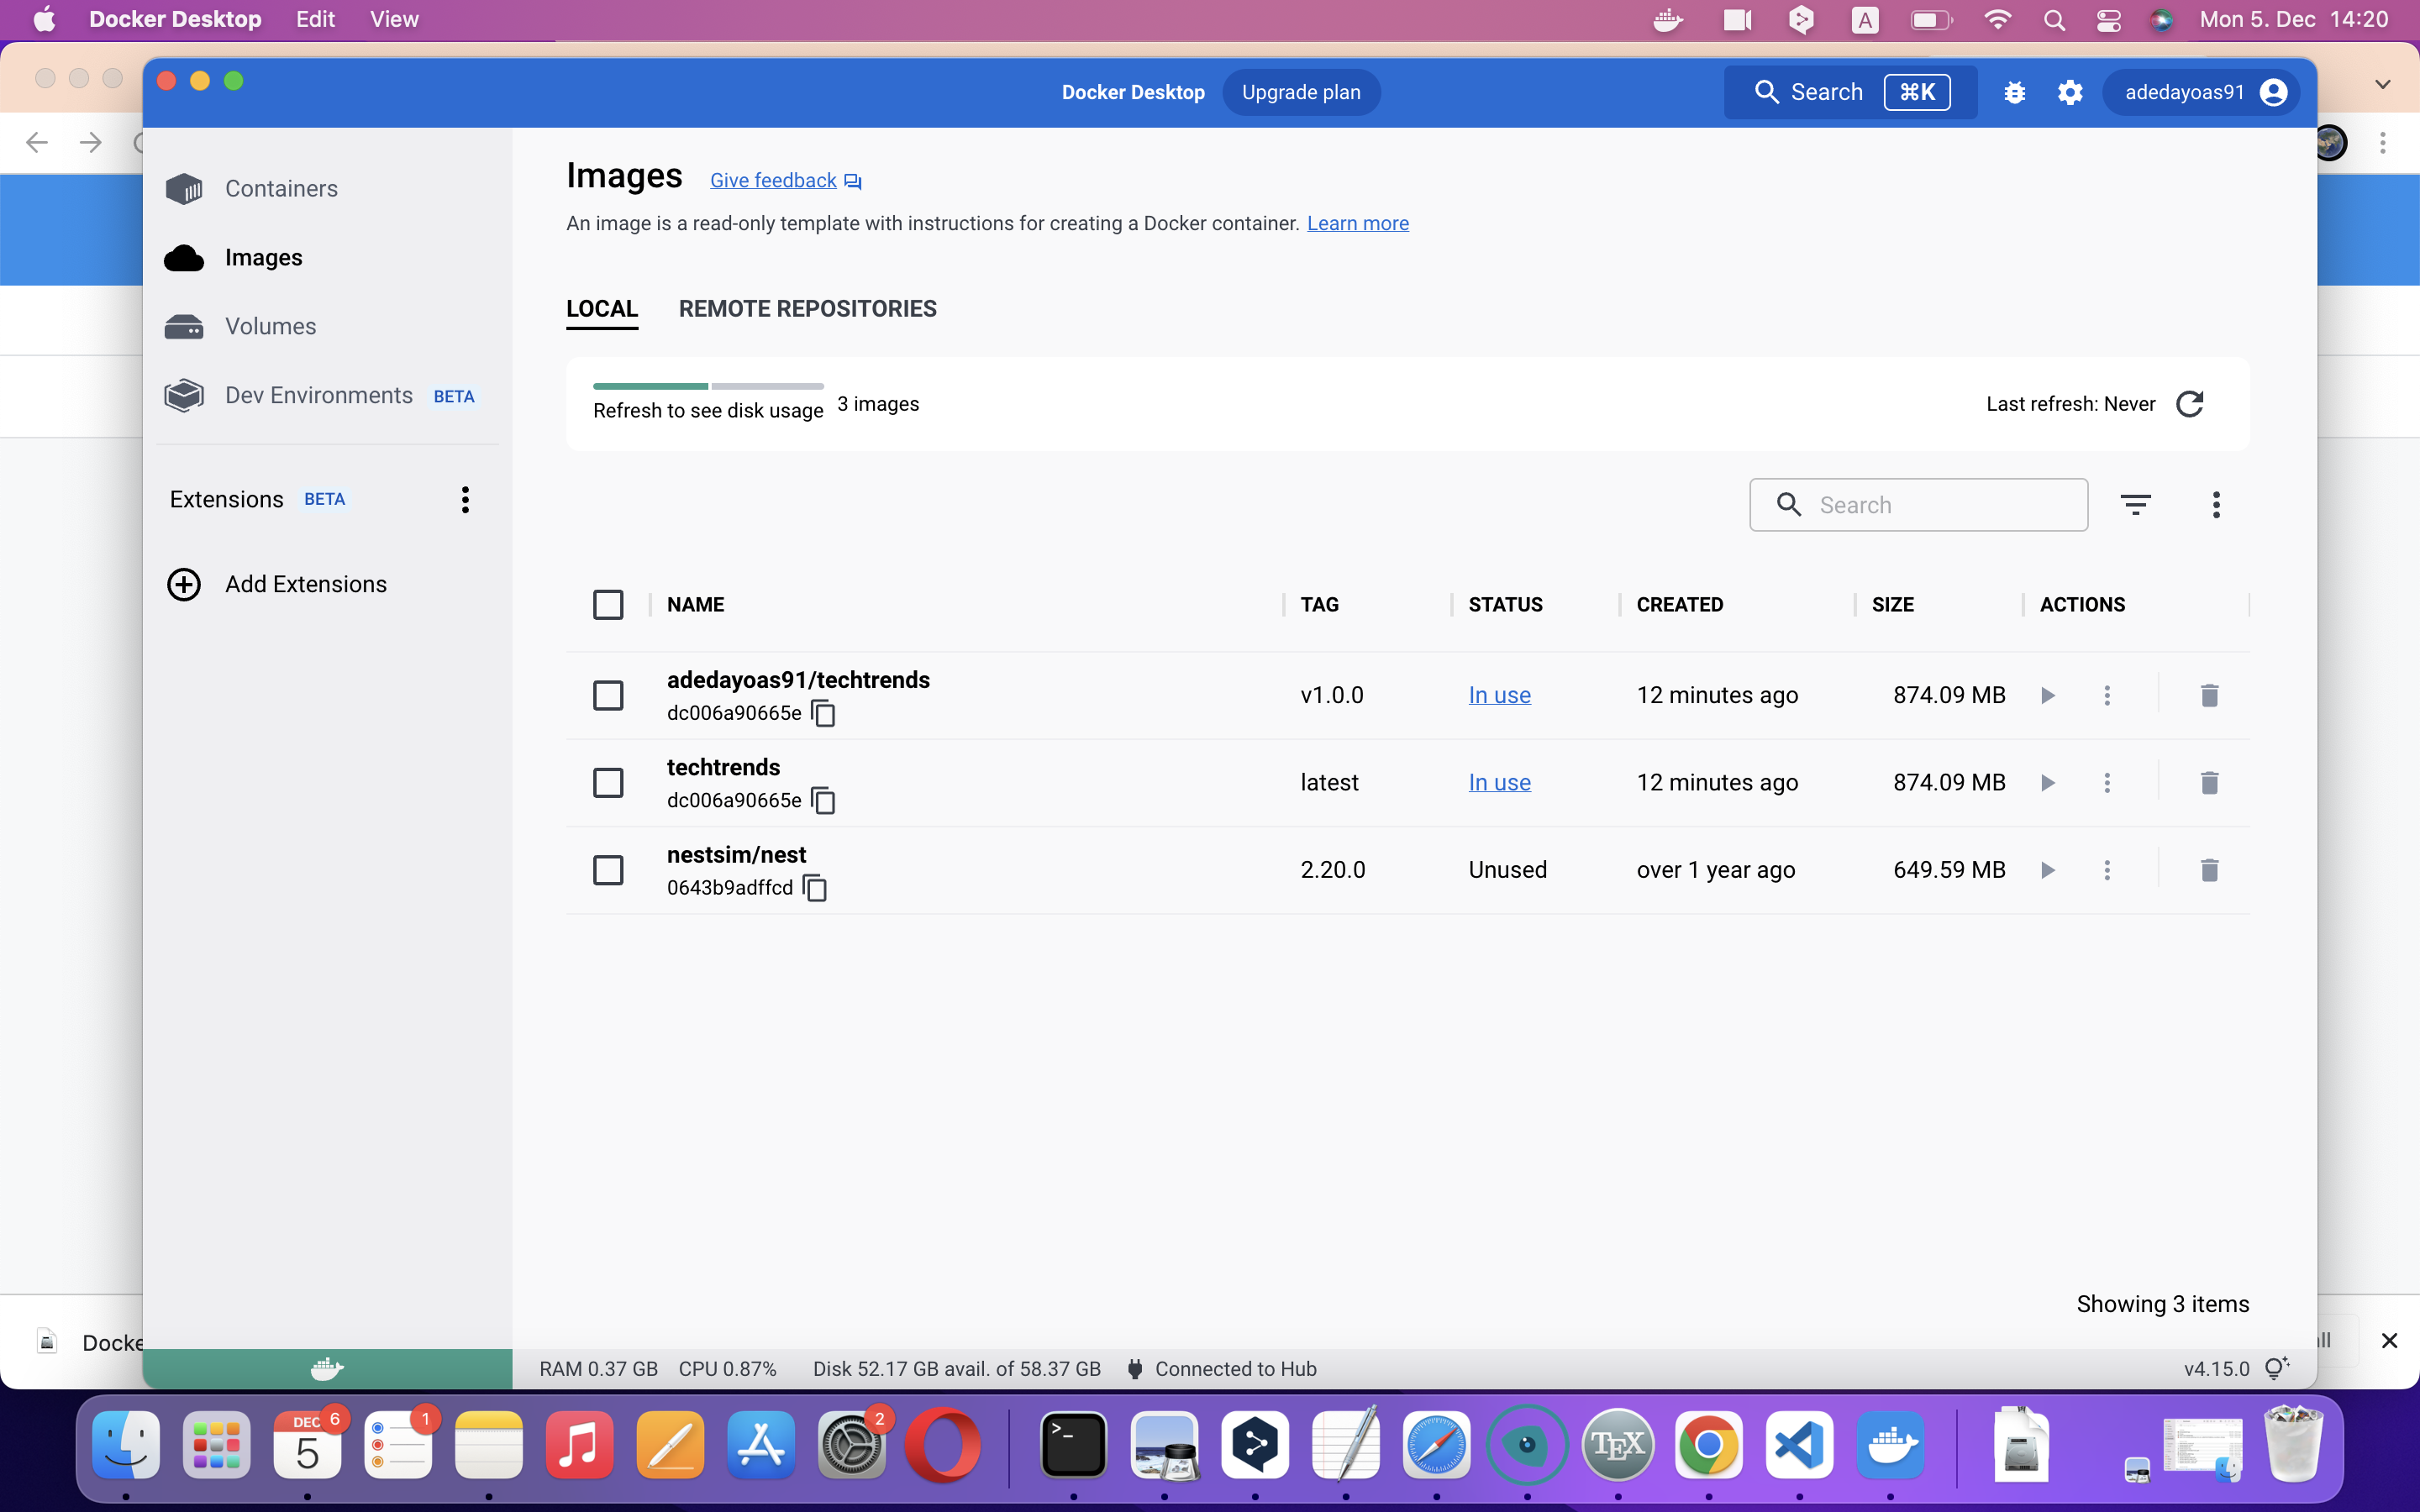 Docker Desktop Edit View A Mon 5. Dec 14:20
Docker Desktop Upgrade plan Search ⌘K adedayoas91
Containers
Images
Volumes
Dev Environments BETA
Extensions BETA
Add Extensions
Images Give feedback
An image is a read-only template with instructions for creating a Docker container. Learn more
LOCAL REMOTE REPOSITORIES
Refresh to see disk usage 3 images Last refresh: Never
Search
NAME TAG STATUS CREATED SIZE ACTIONS
adedayoas91/techtrends
dc006a90665e
v1.0.0 In use 12 minutes ago 874.09 MB
techtrends
dc006a90665e
latest In use 12 minutes ago 874.09 MB
nestsim/nest
0643b9adffcd
2.20.0 Unused over 1 year ago 649.59 MB
Showing 3 items
Docke
RAM 0.37 GB CPU 0.87% Disk 52.17 GB avail. of 58.37 GB Connected to Hub v4.15.0
DEC 6
5
1
2
>_
TEX